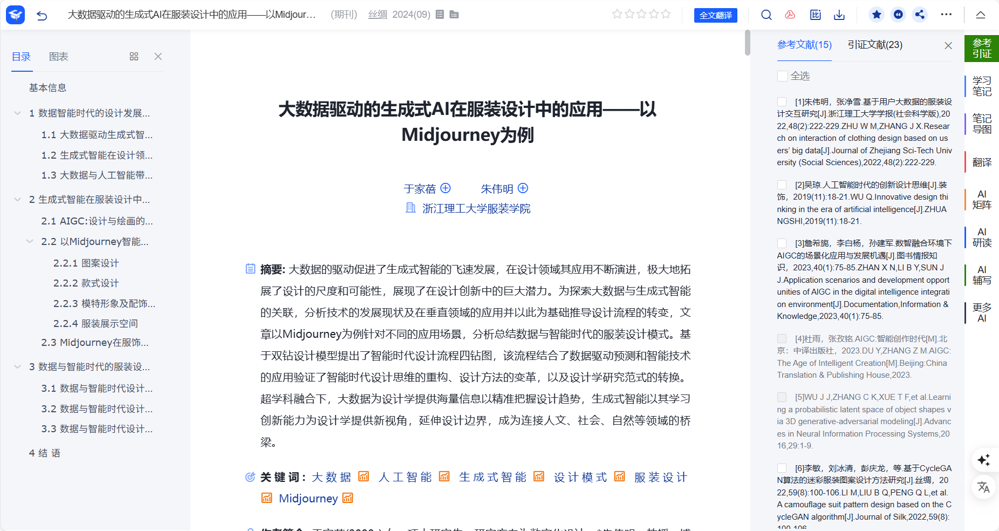 大数据驱动的生成式AI在服装设计中的应用——以Midjour… (期刊) 丝绸 2024(09) 全文翻译
目录 图表
基本信息
1 数据智能时代的设计发展...
1.1 大数据驱动生成式智...
1.2 生成式智能在设计领...
1.3 大数据与人工智能带...
2 生成式智能在服装设计中...
2.1 AIGC:设计与绘画的...
2.2 以Midjourney智能...
2.2.1 图案设计
2.2.2 款式设计
2.2.3 模特形象及配饰...
2.2.4 服装展示空间
2.3 Midjourney在服饰...
3 数据与智能时代的服装设...
3.1 数据与智能时代设计...
3.2 数据与智能时代设计...
3.3 数据与智能时代设计...
4 结 语
大数据驱动的生成式AI在服装设计中的应用——以
Midjourney为例
于家蓓 朱伟明
浙江理工大学服装学院
摘要: 大数据的驱动促进了生成式智能的飞速发展，在设计领域其应用不断演进，极大地拓
展了设计的尺度和可能性，展现了在设计创新中的巨大潜力。为探索大数据与生成式智能
的关联，分析技术的发展现状及在垂直领域的应用并以此为基础推导设计流程的转变，文
章以Midjourney为例针对不同的应用场景，分析总结数据与智能时代的服装设计模式。基
于双钻设计模型提出了智能时代设计流程四钻图，该流程结合了数据驱动预测和智能技术
的应用验证了智能时代设计思维的重构、设计方法的变革，以及设计学研究范式的转换。
超学科融合下，大数据为设计学提供海量信息以精准把握设计趋势，生成式智能以其学习
创新能力为设计学提供新视角，延伸设计边界，成为连接人文、社会、自然等领域的桥
梁。
关键词: 大数据 人工智能 生成式智能 设计模式 服装设计
Midjourney
参考文献(15) 引证文献(23)
全选
[1]朱伟明，张净雪.基于用户大数据的服装设
计交互研究[J].浙江理工大学学报(社会科学版),20
22,48(2):222-229.ZHU W M,ZHANG J X.Resear
ch on interaction of clothing design based on us
ers’ big data[J].Journal of Zhejiang Sci-Tech Univ
ersity (Social Sciences),2022,48(2):222-229.
[2]吴琼.人工智能时代的创新设计思维[J].装
饰，2019(11):18-21.WU Q.Innovative design thi
nking in the era of artificial intelligence[J].ZHUA
NGSHI,2019(11):18-21.
[3]詹希旎，李白杨，孙建军.数智融合环境下
AIGC的场景化应用与发展机遇[J].图书情报知
识，2023,40(1):75-85.ZHAN X N,LI B Y,SUN J
J.Application scenarios and development opport
unities of AIGC in the digital intelligence integrati
on environment[J].Documentation,Information &
Knowledge,2023,40(1):75-85.
[4]杜雨，张孜铭.AIGC:智能创作时代[M].北
京：中译出版社，2023.DU Y,ZHANG Z M.AIGC:
The Age of Intelligent Creation[M].Beijing:China
Translation & Publishing House,2023.
[5]WU J J,ZHANG C K,XUE T F,et al.Learni
ng a probabilistic latent space of object shapes v
ia 3D generative-adversarial modeling[J].Advanc
es in Neural Information Processing Systems,20
16,29:1-9.
[6]李敏，刘冰清，彭庆龙，等.基于CycleGA
N算法的迷彩服装图案设计方法研究[J].丝绸，20
22,59(8):100-106.LI M,LIU B Q,PENG Q L,et al.
A camouflage suit pattern design based on the C
ycleGAN algorithm[J].Journal of Silk,2022,59(8):
100-106
参考
引证
学习
笔记
笔记
导图
翻译
AI
矩阵
AI
研读
AI
辅写
更多
AI